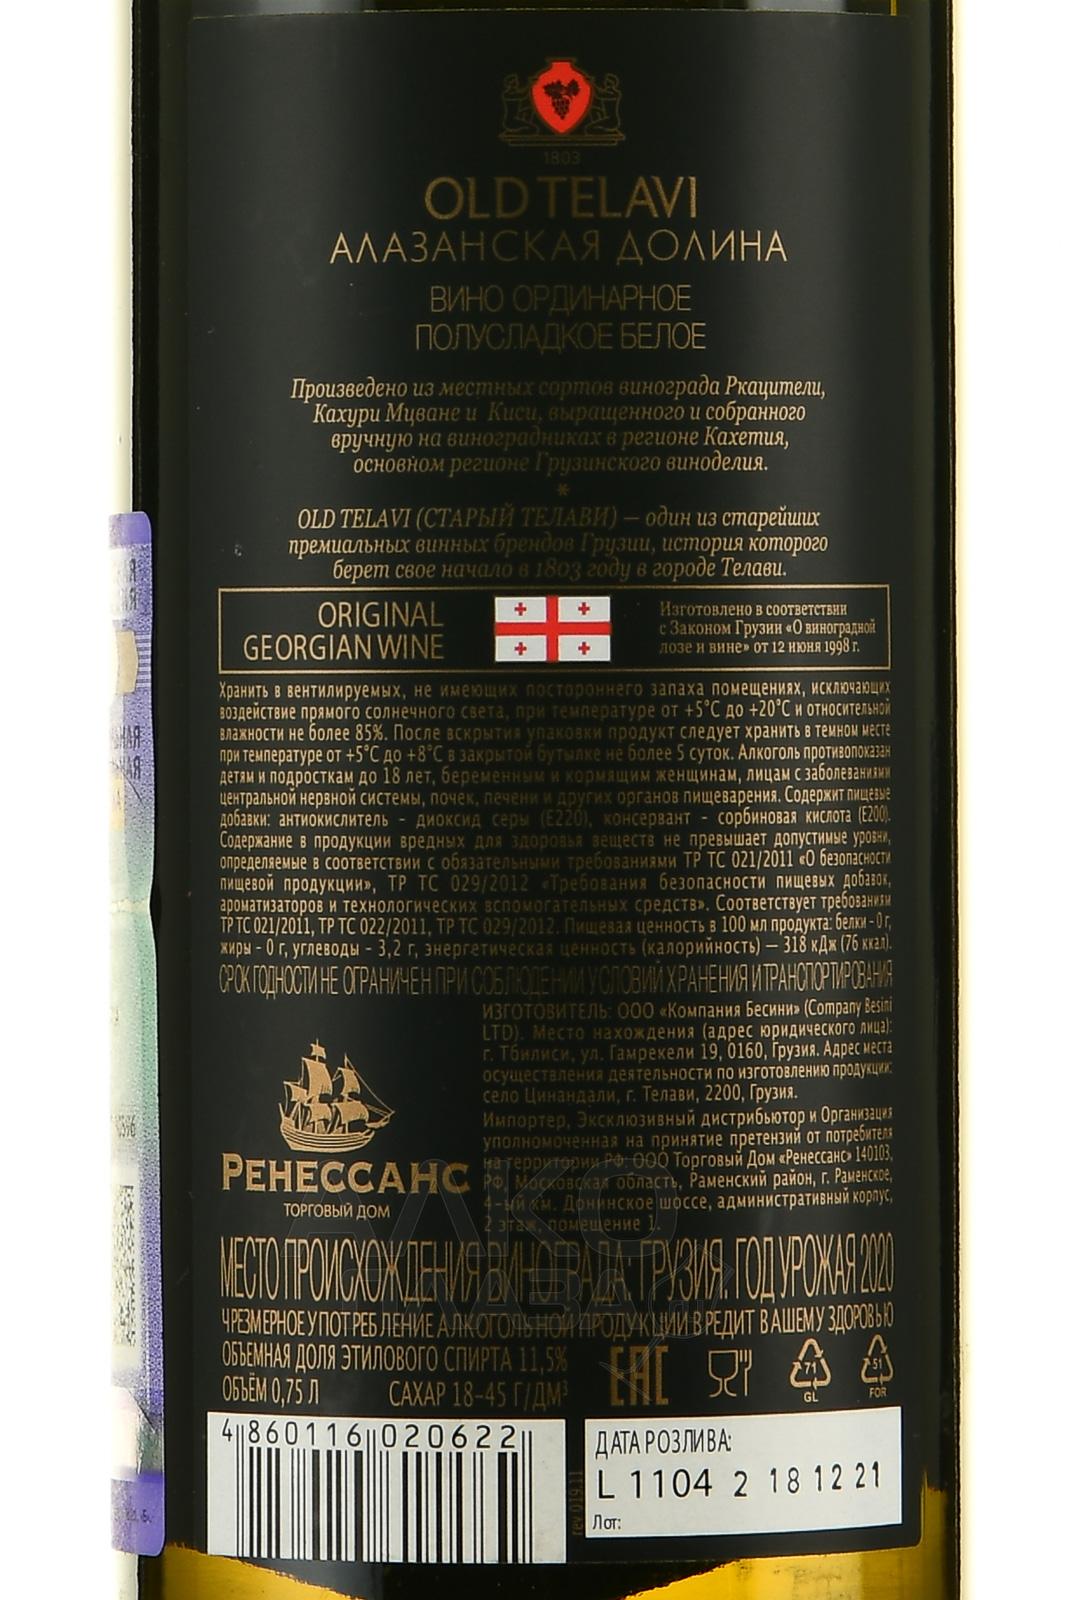 1803
OLD TELAVI
АЛАЗАНСКАЯ ДОЛИНА
ВИНО ОРДИНАРНОЕ
ПОЛУСЛАДКОЕ БЕЛОЕ
Произведено из местных сортов винограда Ркацители,
Кахури Мцване и Киси, выращенного и собранного
вручную на виноградниках в регионе Кахетия,
основном регионе Грузинского виноделия.
*
OLD TELAVI (СТАРЫЙ ТЕЛАВИ) — один из старейших
премиальных винных брендов Грузии, история которого
берет свое начало в 1803 году в городе Телави.
ORIGINAL
GEORGIAN WINE
Изготовлено в соответствии
с Законом Грузии «О виноградной
лозе и вине» от 12 июня 1998 г.
Хранить в вентилируемых, не имеющих постороннего запаха помещениях, исключающих
воздействие прямого солнечного света, при температуре от +5°С до +20°С и относительной
влажности не более 85%. После вскрытия упаковки продукт следует хранить в темном месте
при температуре от +5°С до +8°С в закрытой бутылке не более 5 суток. Алкоголь противопоказан
детям и подросткам до 18 лет, беременным и кормящим женщинам, лицам с заболеваниями
центральной нервной системы, почек, печени и других органов пищеварения. Содержит пищевые
добавки: антиокислитель - диоксид серы (Е220), консервант - сорбиновая кислота (Е200).
Содержание в продукции вредных для здоровья веществ не превышает допустимые уровни,
определяемые в соответствии с обязательными требованиями ТР ТС 021/2011 «О безопасности
пищевой продукции», ТР ТС 029/2012 «Требования безопасности пищевых добавок,
ароматизаторов и технологических вспомогательных средств». Соответствует требованиям
ТР ТС 021/2011, ТР ТС 022/2011, ТР ТС 029/2012. Пищевая ценность в 100 мл продукта: белки - 0 г,
жиры - 0 г, углеводы - 3,2 г, энергетическая ценность (калорийность) — 318 кДж (76 ккал).
СРОК ГОДНОСТИ НЕ ОГРАНИЧЕН ПРИ СОБЛЮДЕНИИ УСЛОВИЙ ХРАНЕНИЯ И ТРАНСПОРТИРОВАНИЯ
ИЗГОТОВИТЕЛЬ: ООО «Компания Бесини» (Company Besini
LTD). Место нахождения (адрес юридического лица):
г. Тбилиси, ул. Гамрекели 19, 0160, Грузия. Адрес места
осуществления деятельности по изготовлению продукции:
село Цинандали, г. Телави, 2200, Грузия.
Импортер, Эксклюзивный дистрибьютор и Организация
уполномоченная на принятие претензий от потребителя
на территории РФ: ООО Торговый Дом «Ренессанс» 140103,
РФ, Московская область, Раменский район, г. Раменское,
4-ый км. Донинское шоссе, административный корпус,
2 этаж, помещение 1.
РЕНЕССАНС
ТОРГОВЫЙ ДОМ
МЕСТО ПРОИСХОЖДЕНИЯ ВИНОГРАДА: ГРУЗИЯ. ГОД УРОЖАЯ 2020
ЧРЕЗМЕРНОЕ УПОТРЕБЛЕНИЕ АЛКОГОЛЬНОЙ ПРОДУКЦИИ ВРЕДИТ ВАШЕМУ ЗДОРОВЬЮ
ОБЪЕМНАЯ ДОЛЯ ЭТИЛОВОГО СПИРТА 11,5%
ОБЪЁМ 0,75 Л САХАР 18-45 Г/ДМ³
ЕАС
71
GL
51
FOR
4 860116 020622
rev 019.11
ДАТА РОЗЛИВА:
L 1104 2 18 12 21
Лот:
АЛКО
ПЛАЗА
.ru